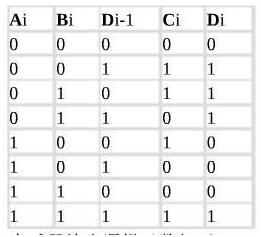 Ai Bi Di-1 Ci Di
0 0 0 0 0
0 0 1 1 1
0 1 0 1 1
0 1 1 0 1
1 0 0 1 0
1 0 1 0 0
1 1 0 0 0
1 1 1 1 1